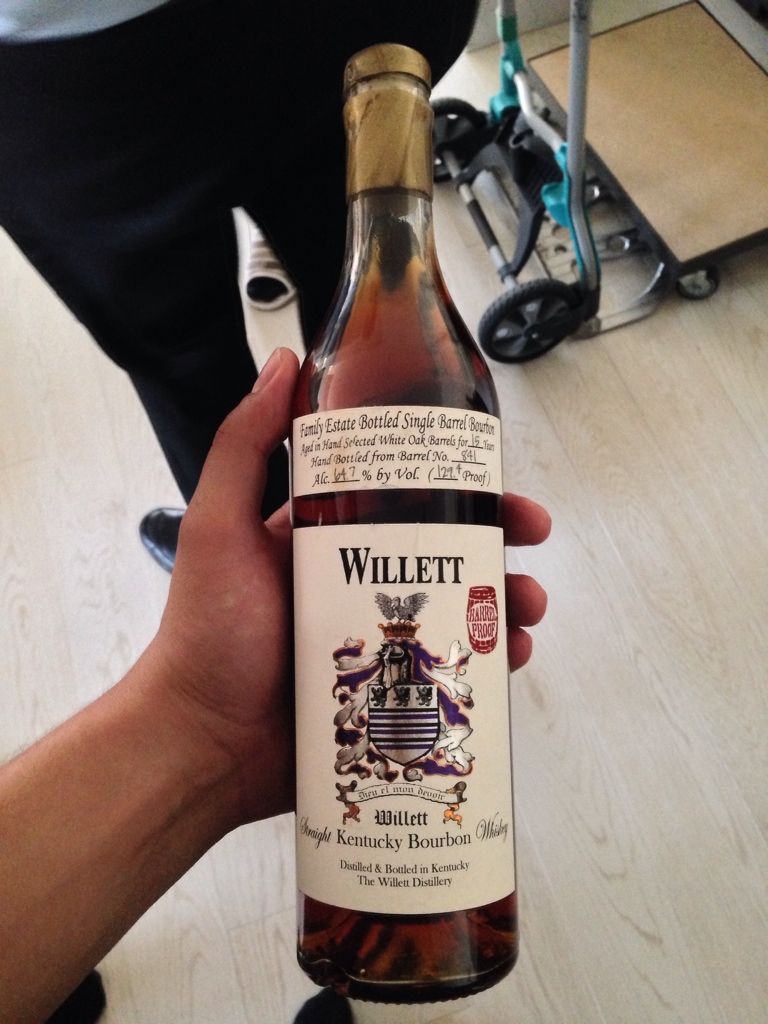 Family Estate Bottled Single Barrel Bourbon
Aged in Hand Selected White Oak Barrels for 15 Years
Hand Bottled from Barrel No. 841
Alc. 64.7 % by Vol. (129.4 Proof)
WILLETT
BARREL
PROOF
Dieu et mon devoir
Willett
Straight Kentucky Bourbon Whiskey
Distilled & Bottled in Kentucky
The Willett Distillery